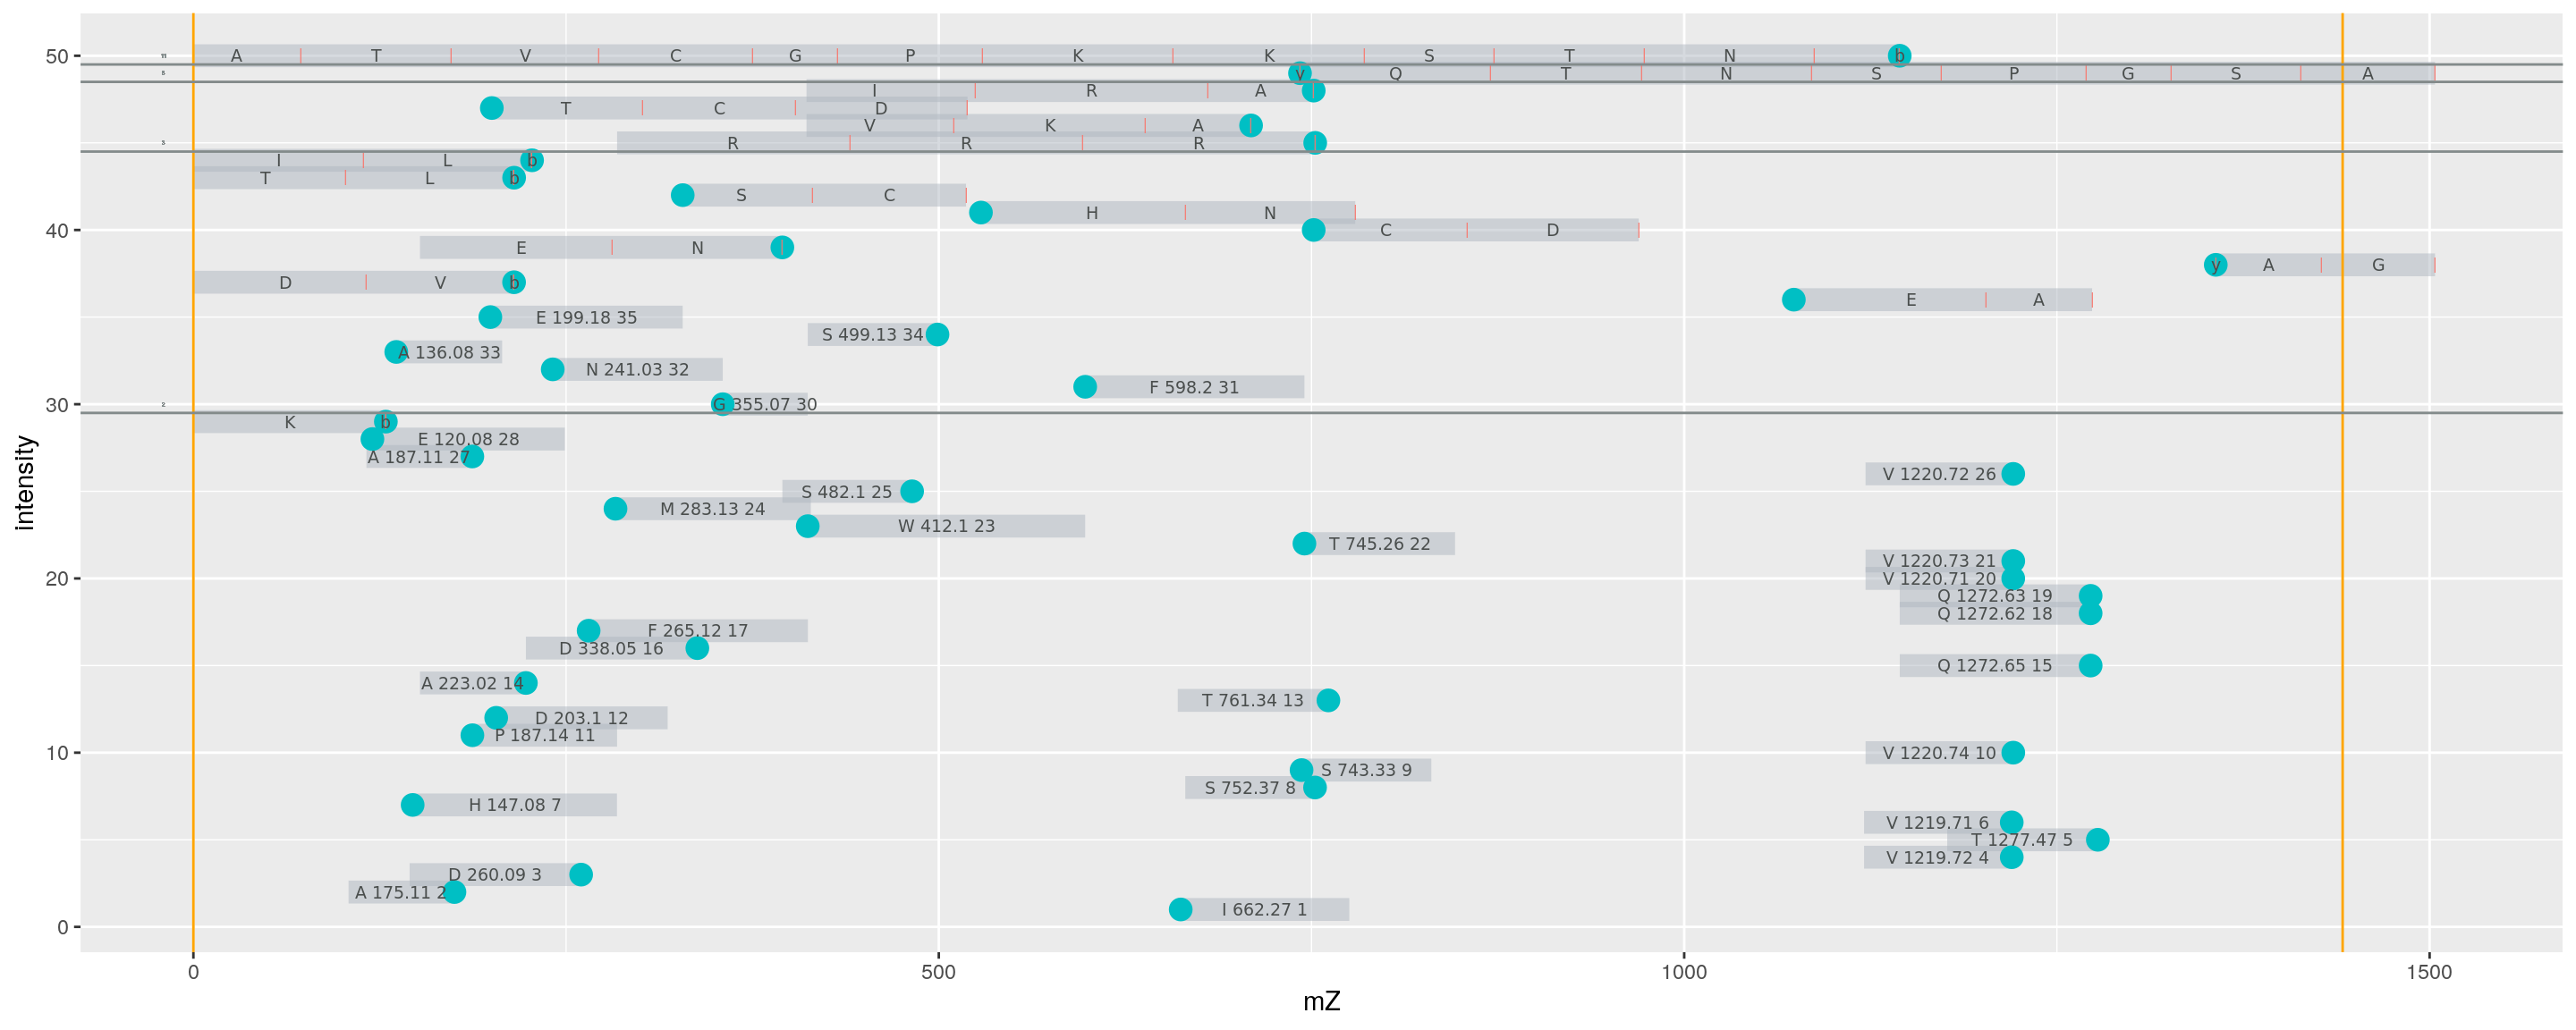 50
11
A T V C G P K K S T N b
5
y Q T N S P G S A
I R A
T C D
V K A
3
R R R
I L b
T L b
S C
H N
40
C D
E N
y A G
D V b
E A
E 199.18 35
S 499.13 34
A 136.08 33
N 241.03 32
F 598.2 31
30
2
G 355.07 30
K b
E 120.08 28
A 187.11 27
V 1220.72 26
S 482.1 25
M 283.13 24
W 412.1 23
T 745.26 22
V 1220.73 21
20
V 1220.71 20
Q 1272.63 19
Q 1272.62 18
F 265.12 17
D 338.05 16
Q 1272.65 15
A 223.02 14
T 761.34 13
D 203.1 12
P 187.14 11
10
V 1220.74 10
S 743.33 9
S 752.37 8
H 147.08 7
V 1219.71 6
T 1277.47 5
V 1219.72 4
D 260.09 3
A 175.11 2
I 662.27 1
0
intensity
0 500 1000 1500
mZ